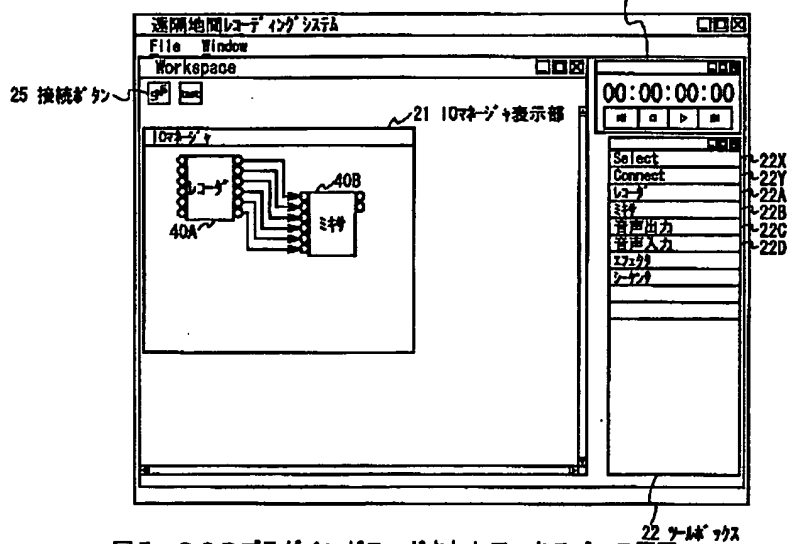 遠隔地間レコーディングシステム
File Window
Workspace
25 接続ボタン
21 IOマネージャ表示部
IOマネージャ
レコーダ
40A
40B
ミキサ
00:00:00:00
Select
22X
Connect
22Y
レコーダ
22A
ミキサ
22B
音声出力
22C
音声入力
22D
エフェクタ
シーケンサ
22 ツールボックス